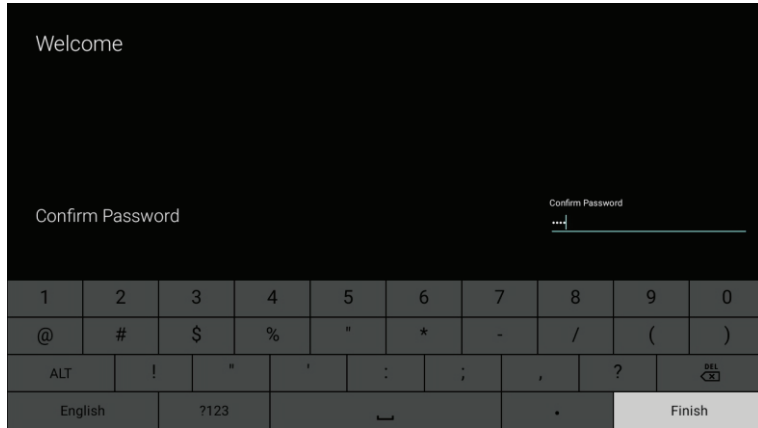 Welcome
Confirm Password
Confirm Password
••••
1 2 3 4 5 6 7 8 9 0
@ # $ % " * - / ( )
ALT ! " ' : ; , ? DEL
English ?123 . Finish